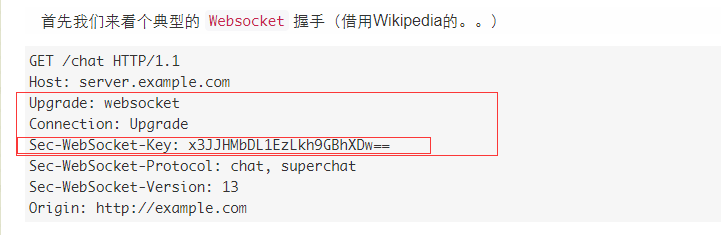 首先我们来看个典型的 Websocket 握手（借用Wikipedia的。。）
GET /chat HTTP/1.1
Host: server.example.com
Upgrade: websocket
Connection: Upgrade
Sec-WebSocket-Key: x3JJHMbDL1EzLkh9GBhXDw==
Sec-WebSocket-Protocol: chat, superchat
Sec-WebSocket-Version: 13
Origin: http://example.com